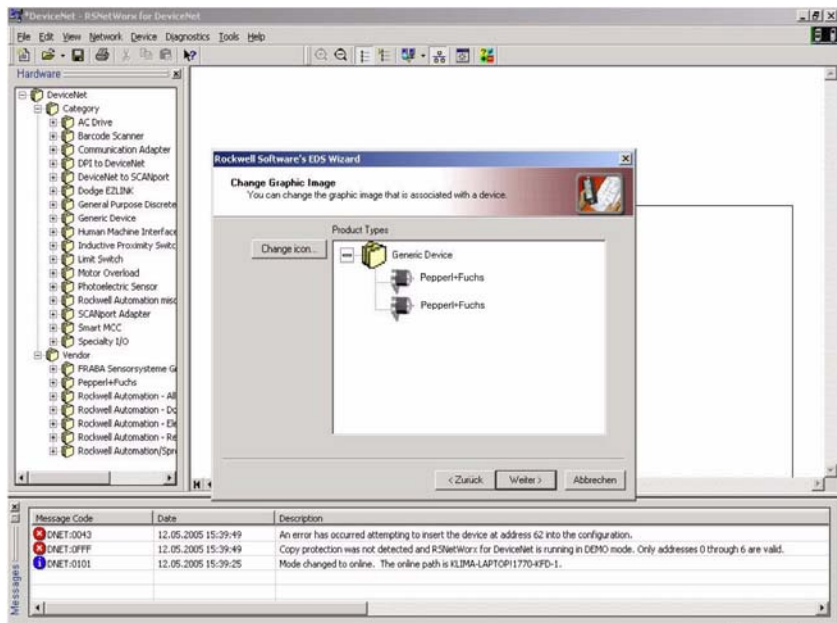 *DeviceNet - RSNetWorx for DeviceNet
File Edit View Network Device Diagnostics Tools Help
Hardware
DeviceNet
Category
AC Drive
Barcode Scanner
Communication Adapter
DPI to DeviceNet
DeviceNet to SCANport
Dodge EZLINK
General Purpose Discrete
Generic Device
Human Machine Interface
Inductive Proximity Switc
Limit Switch
Motor Overload
Photoelectric Sensor
Rockwell Automation misc
SCANport Adapter
Smart MCC
Specialty I/O
Vendor
FRABA Sensorsysteme G
Pepperl+Fuchs
Rockwell Automation - All
Rockwell Automation - Do
Rockwell Automation - Ele
Rockwell Automation - Re
Rockwell Automation/Spr
Rockwell Software's EDS Wizard
Change Graphic Image
You can change the graphic image that is associated with a device.
Product Types
Change icon...
Generic Device
Pepperl+Fuchs
Pepperl+Fuchs
< Zurück Weiter > Abbrechen
Messages
Message Code Date Description
DNET:0043 12.05.2005 15:39:49 An error has occurred attempting to insert the device at address 62 into the configuration.
DNET:0FFF 12.05.2005 15:39:49 Copy protection was not detected and RSNetWorx for DeviceNet is running in DEMO mode. Only addresses 0 through 6 are valid.
DNET:0101 12.05.2005 15:39:25 Mode changed to online. The online path is KLIMA-LAPTOP!1770-KFD-1.